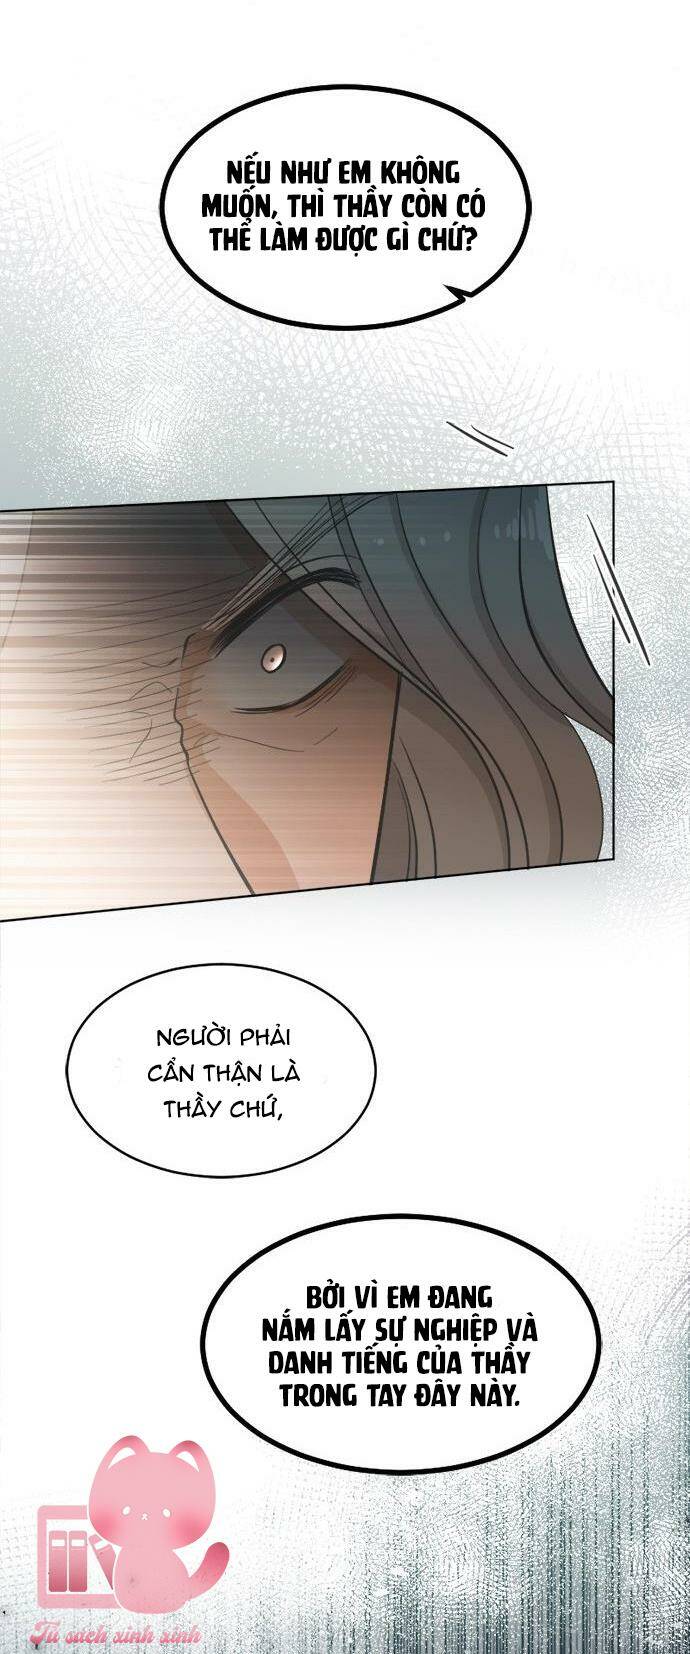 NẾU NHƯ EM KHÔNG
MUỐN, THÌ THẦY CÒN CÓ
THỂ LÀM ĐƯỢC GÌ CHỨ?
NGƯỜI PHẢI
CẨN THẬN LÀ
THẦY CHỨ,
BỞI VÌ EM ĐANG
NẮM LẤY SỰ NGHIỆP VÀ
DANH TIẾNG CỦA THẦY
TRONG TAY ĐÂY NÀY.
Tủ sách xinh xinh